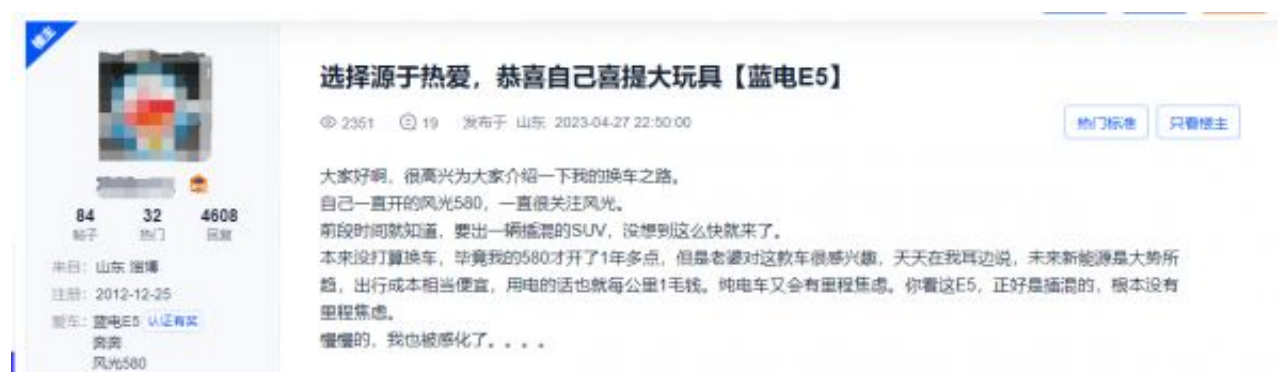 楼主
选择源于热爱，恭喜自己喜提大玩具【蓝电E5】
2351 19 发布于 山东 2023-04-27 22:50:00
热门标准 只看楼主
大家好啊，很高兴为大家介绍一下我的换车之路。
自己一直开的风光580，一直很关注风光。
前段时间就知道，要出一辆插混的SUV，没想到这么快就来了。
本来没打算换车，毕竟我的580才开了1年多点，但是老婆对这款车很感兴趣，天天在我耳边说，未来新能源是大势所
趋，出行成本相当便宜，用电的话也就每公里1毛钱。纯电车又会有里程焦虑。你看这E5，正好是插混的，根本没有
里程焦虑。
慢慢的，我也被感化了。。。。
84 32 4608
帖子 热门 回复
来自：山东 淄博
注册：2012-12-25
爱车：蓝电E5 认证有奖
奔奔
风光580